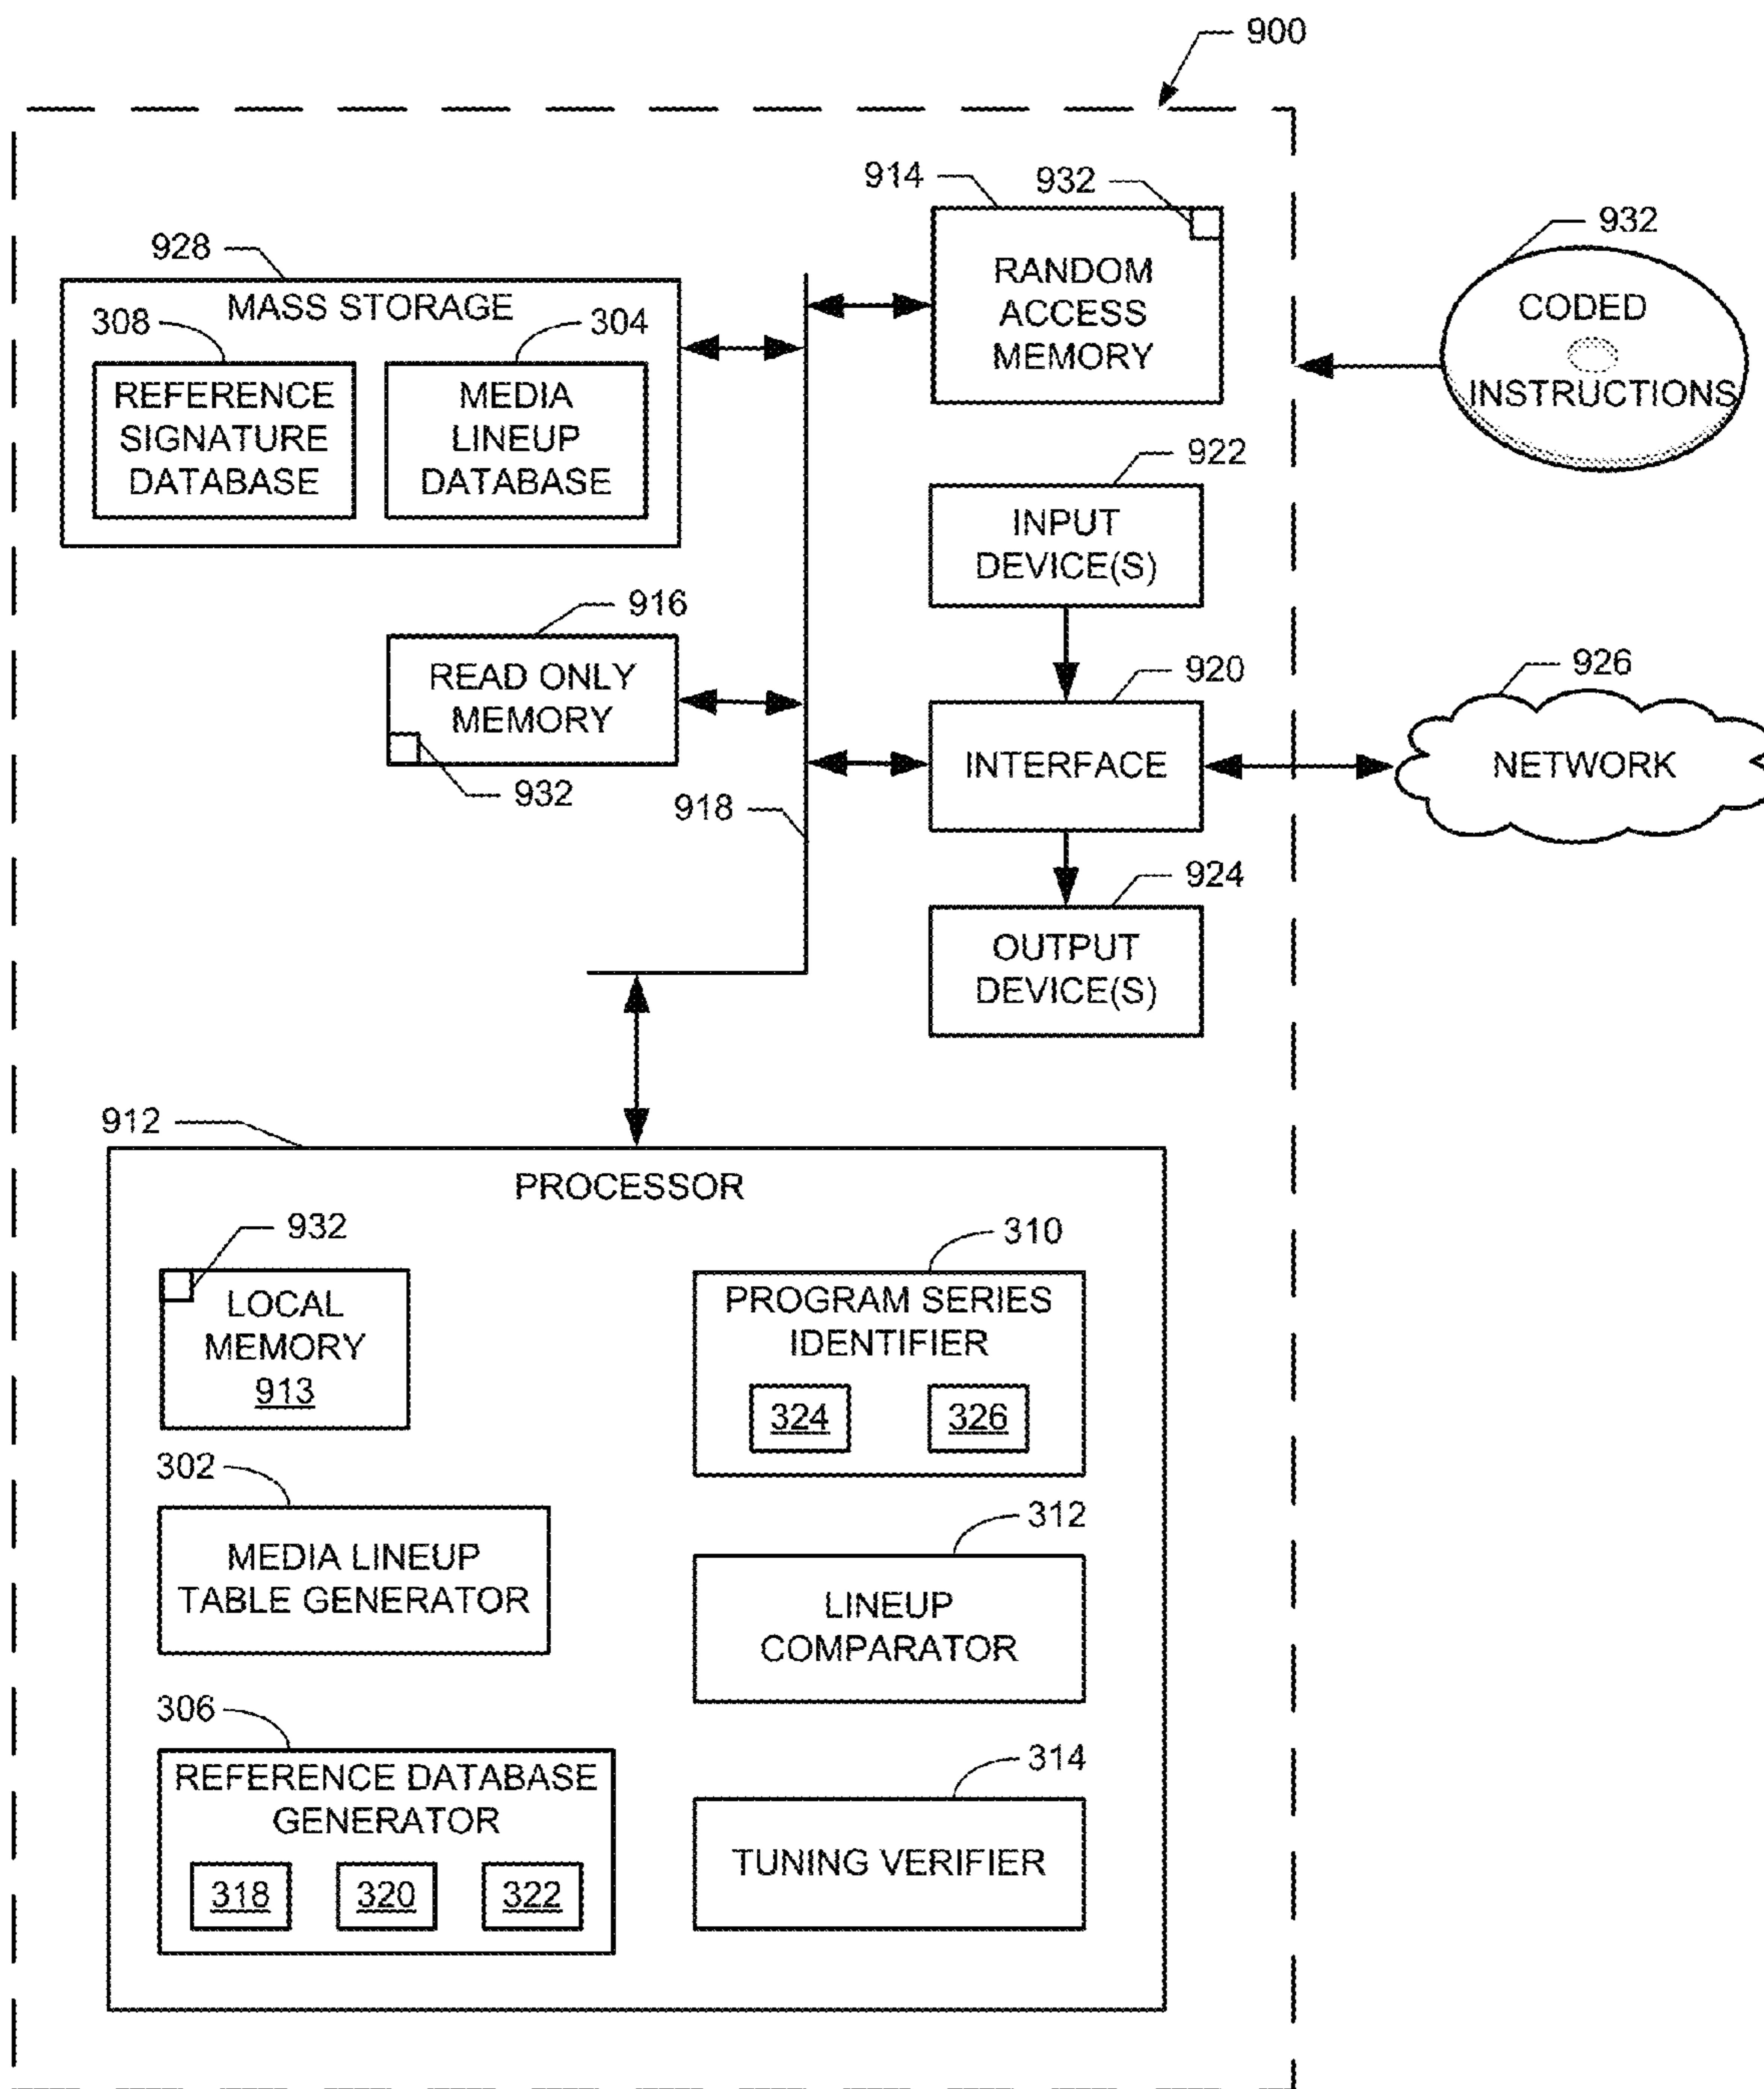 900
914
932
928
MASS STORAGE
308
304
REFERENCE
SIGNATURE
DATABASE
MEDIA
LINEUP
DATABASE
RANDOM
ACCESS
MEMORY
932
CODED
INSTRUCTIONS
922
INPUT
DEVICE(S)
916
READ ONLY
MEMORY
932
918
920
INTERFACE
926
NETWORK
924
OUTPUT
DEVICE(S)
912
PROCESSOR
932
LOCAL
MEMORY
913
310
PROGRAM SERIES
IDENTIFIER
324
326
302
MEDIA LINEUP
TABLE GENERATOR
312
LINEUP
COMPARATOR
306
REFERENCE DATABASE
GENERATOR
318
320
322
314
TUNING VERIFIER